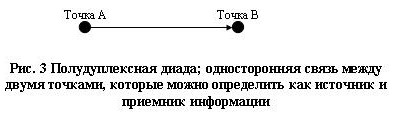 Точка А Точка В
Рис. 3 Полудуплексная диада; односторонняя связь между
двумя точками, которые можно определить как источник и
приемник информации